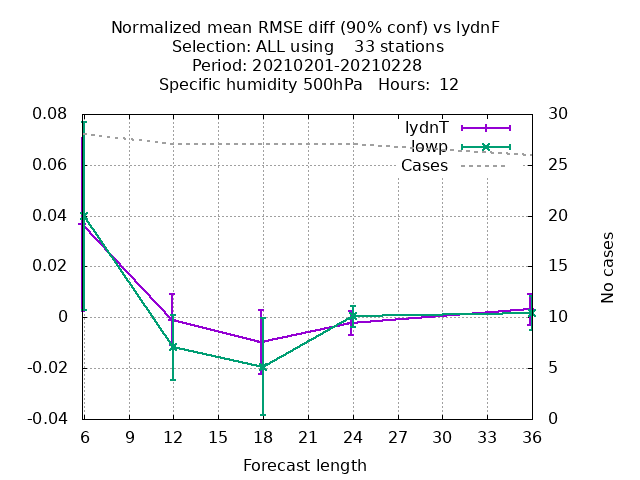 Normalized mean RMSE diff (90% conf) vs lydnF
Selection: ALL using 33 stations
Period: 20210201-20210228
Specific humidity 500hPa Hours: 12
0.08
0.06
0.04
0.02
0
-0.02
-0.04
lydnT
lowp
Cases
30
25
20
15
10
5
0
No cases
6 9 12 15 18 21 24 27 30 33 36
Forecast length